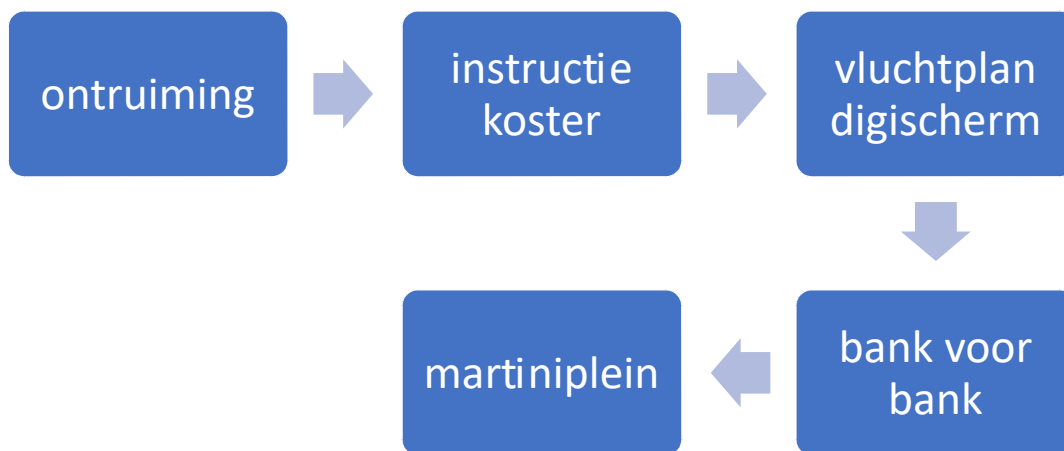 ontruiming
instructie
koster
vluchtplan
digischerm
bank voor
bank
martiniplein